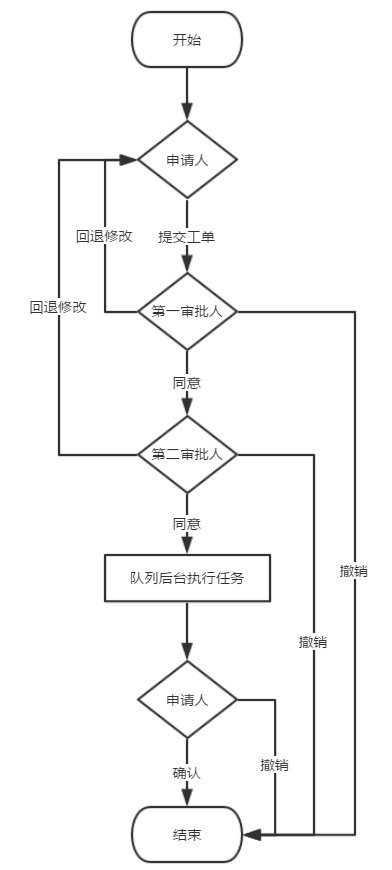 开始
申请人
回退修改
提交工单
回退修改
第一审批人
同意
第二审批人
同意
撤销
队列后台执行任务
撤销
申请人
撤销
确认
结束